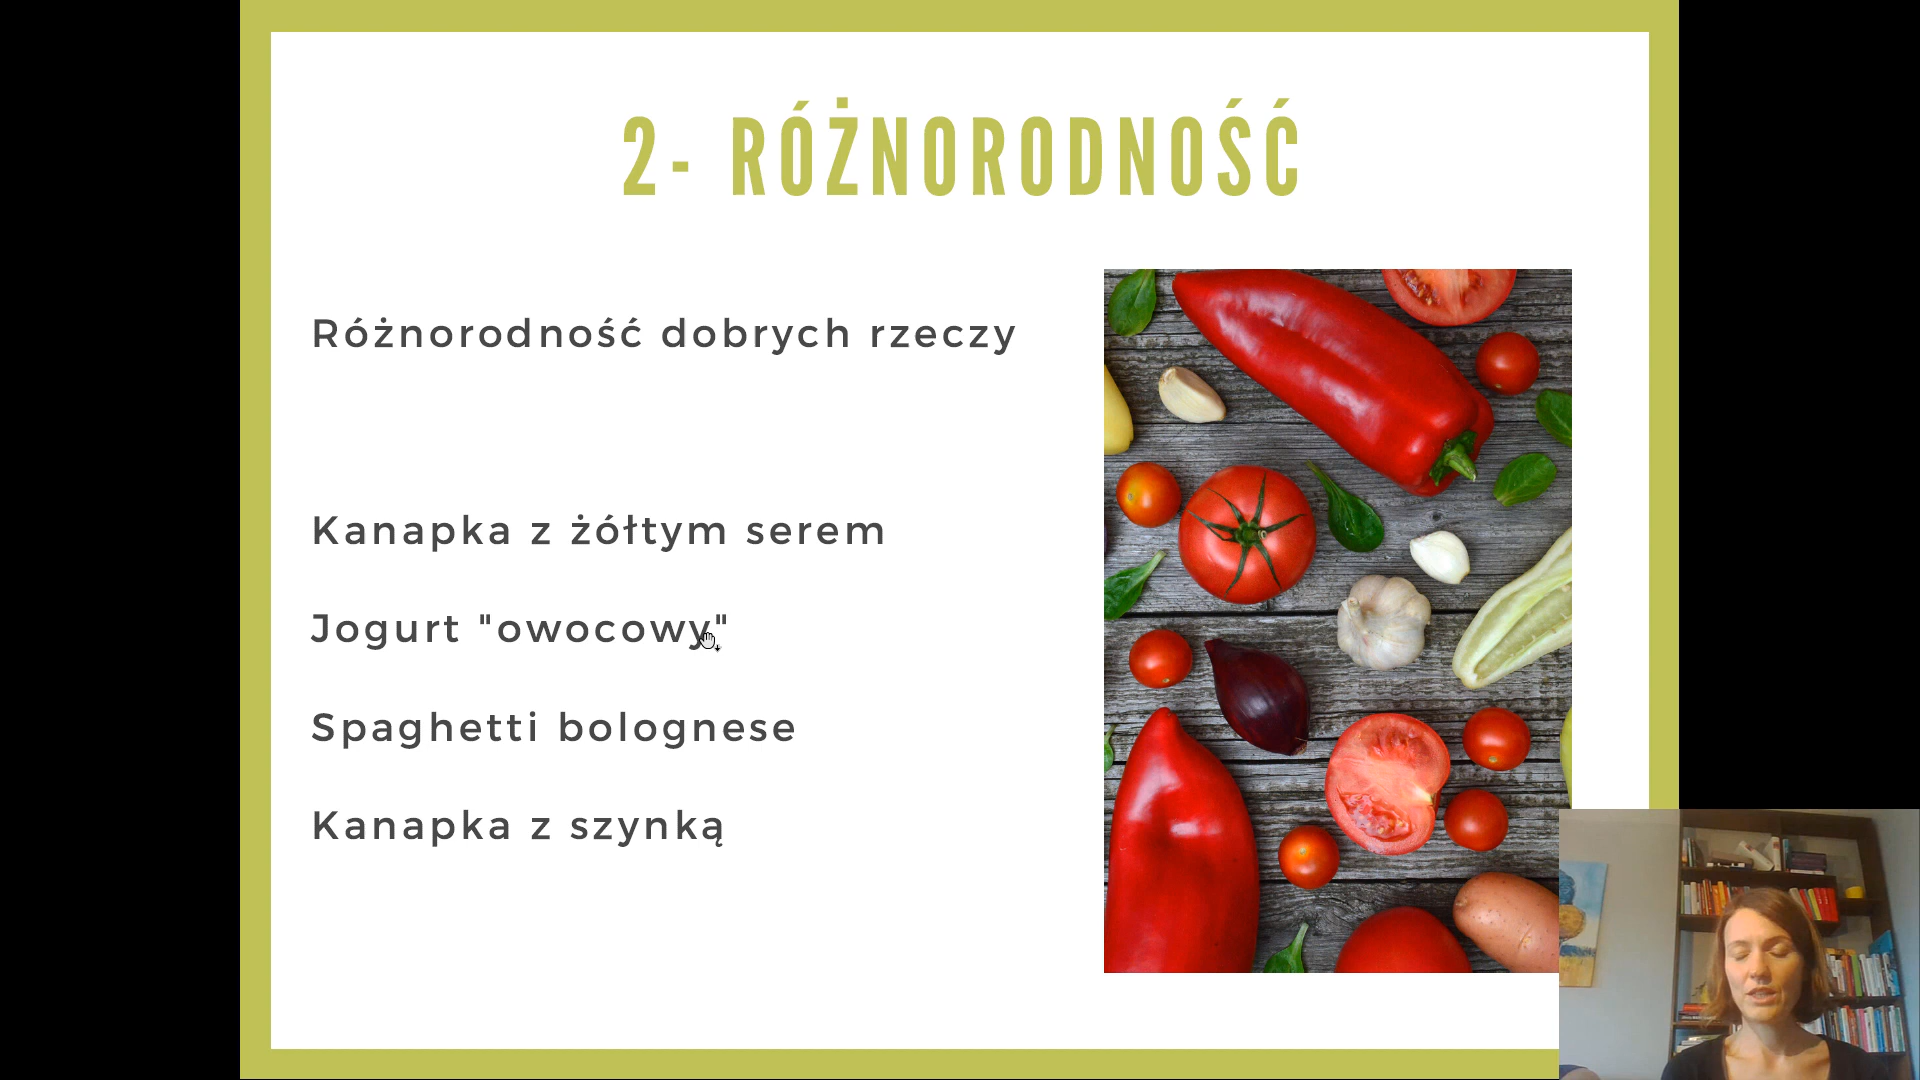 2- RÓŻNORODNOŚĆ
Różnorodność dobrych rzeczy
Kanapka z żółtym serem
Jogurt "owocowy"
Spaghetti bolognese
Kanapka z szynką